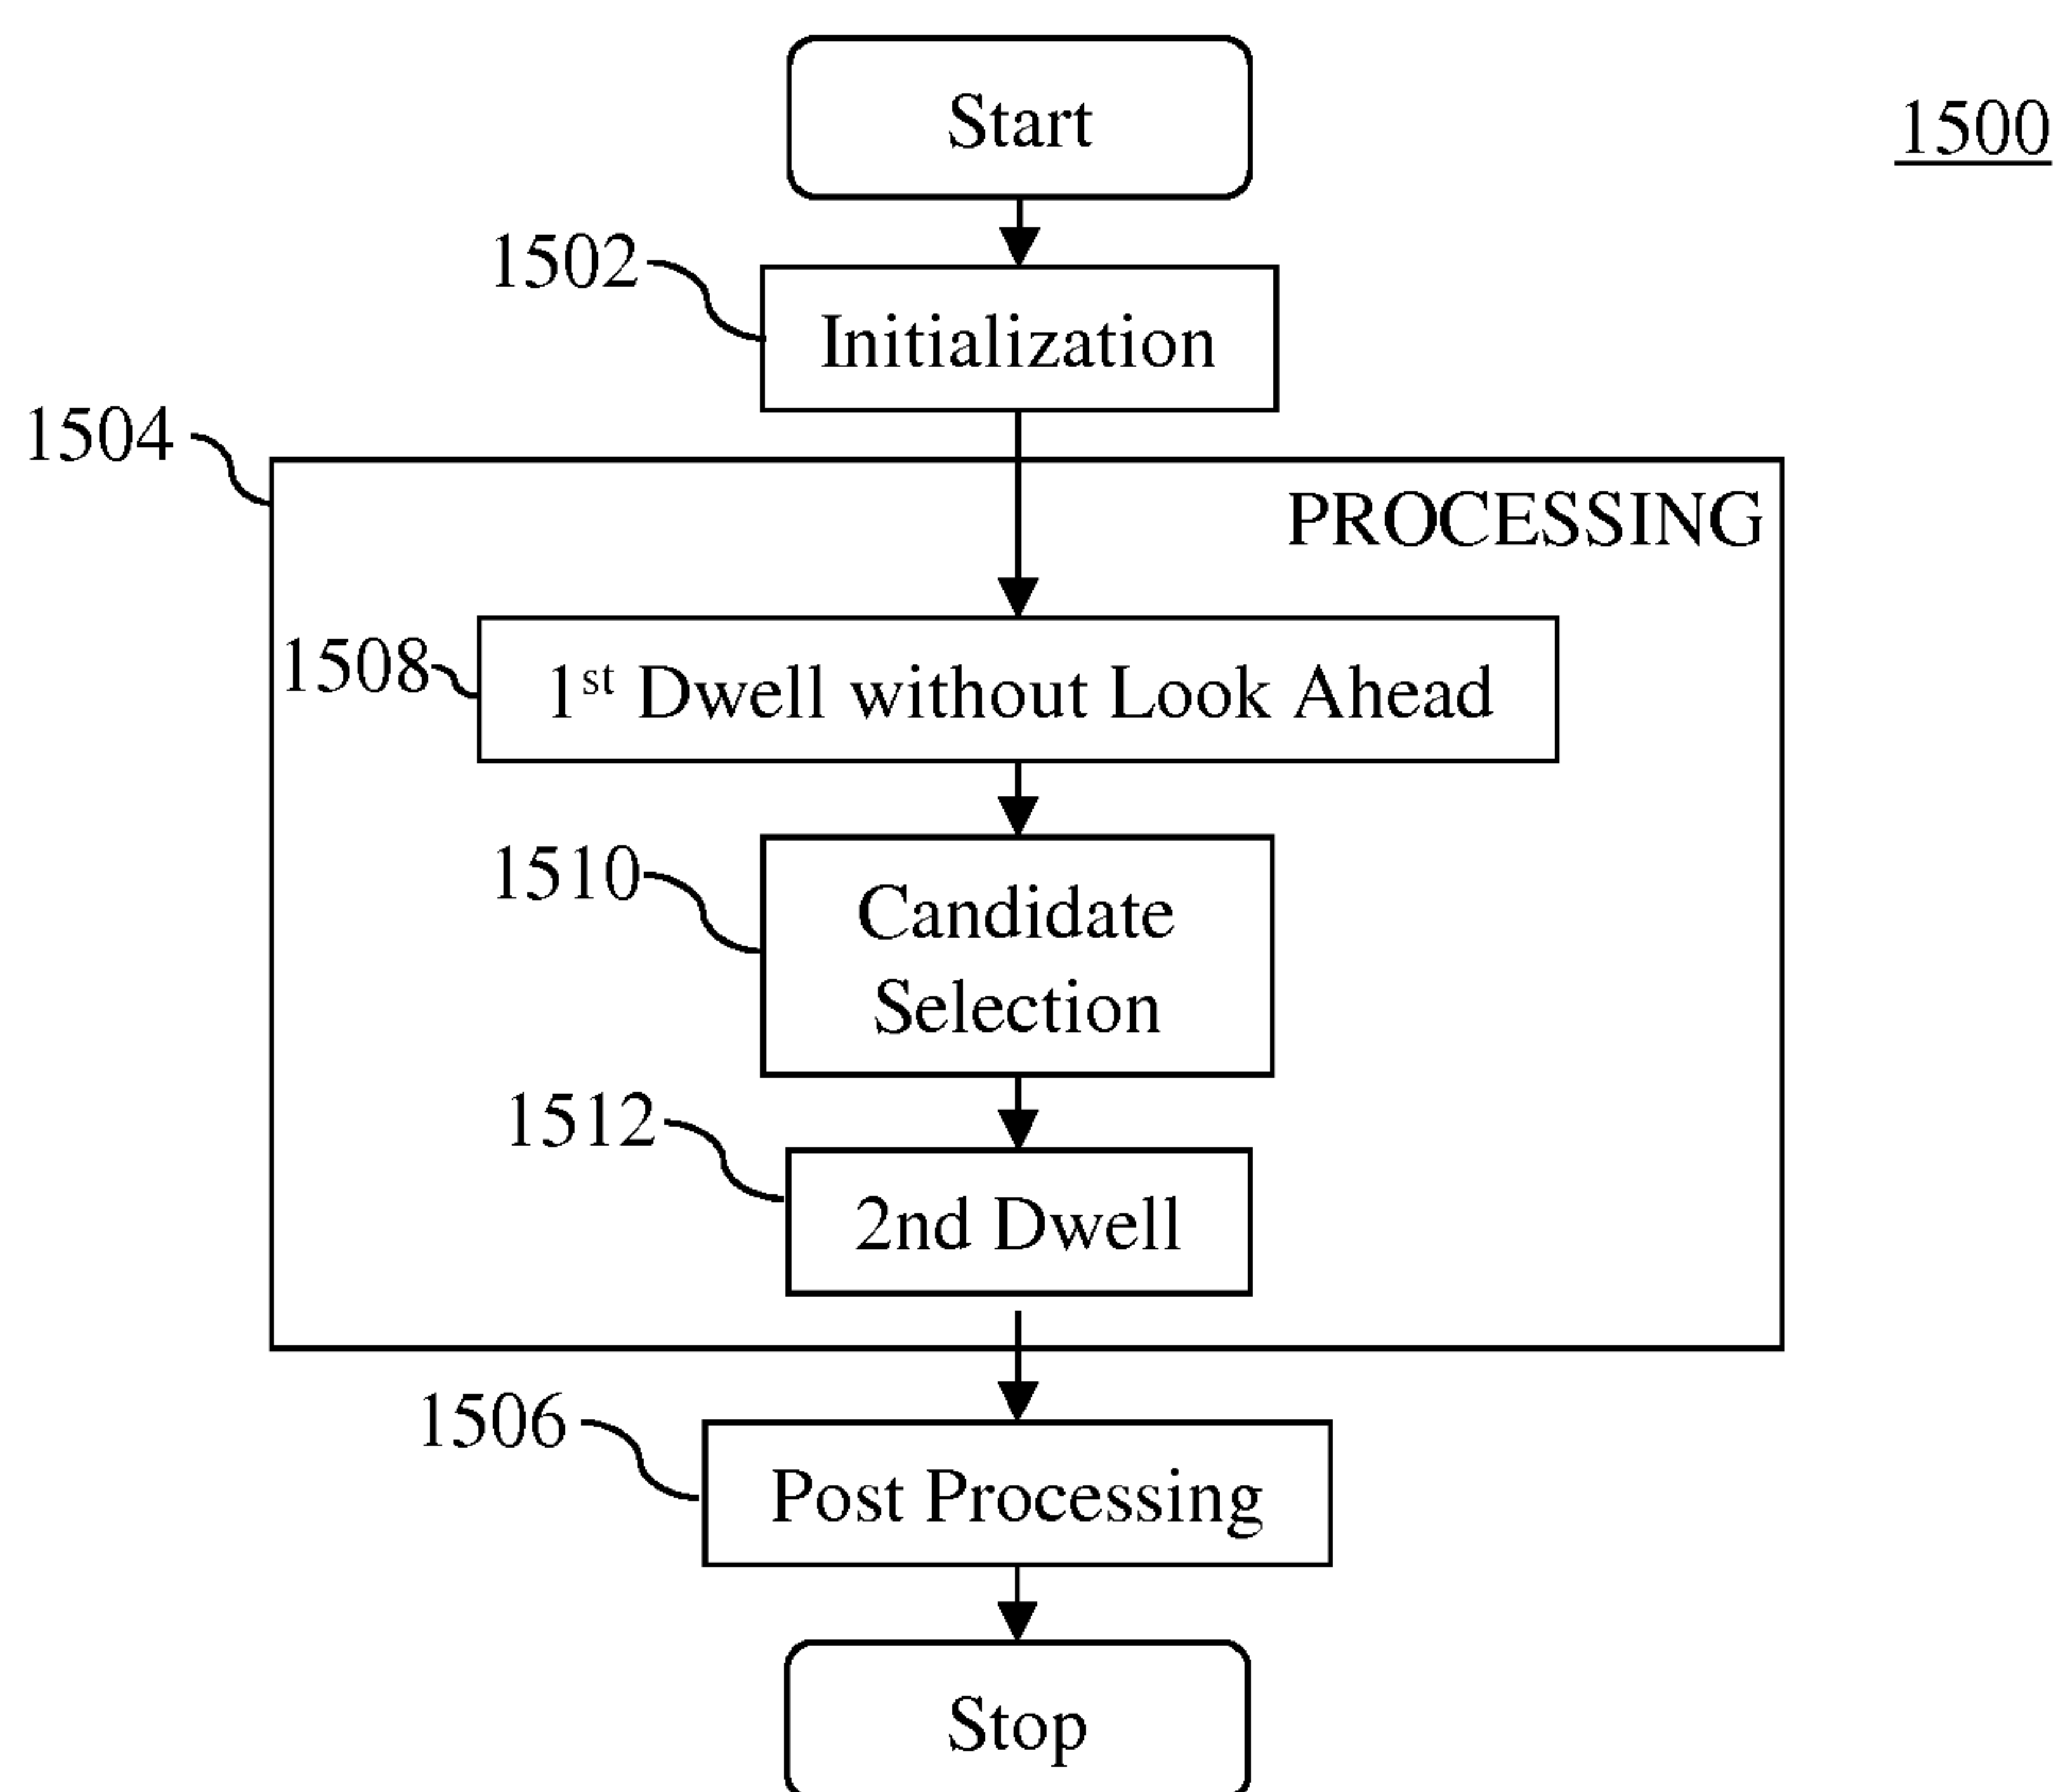 Start
1500
1502
Initialization
1504
PROCESSING
1508
1st Dwell without Look Ahead
1510
Candidate
Selection
1512
2nd Dwell
1506
Post Processing
Stop